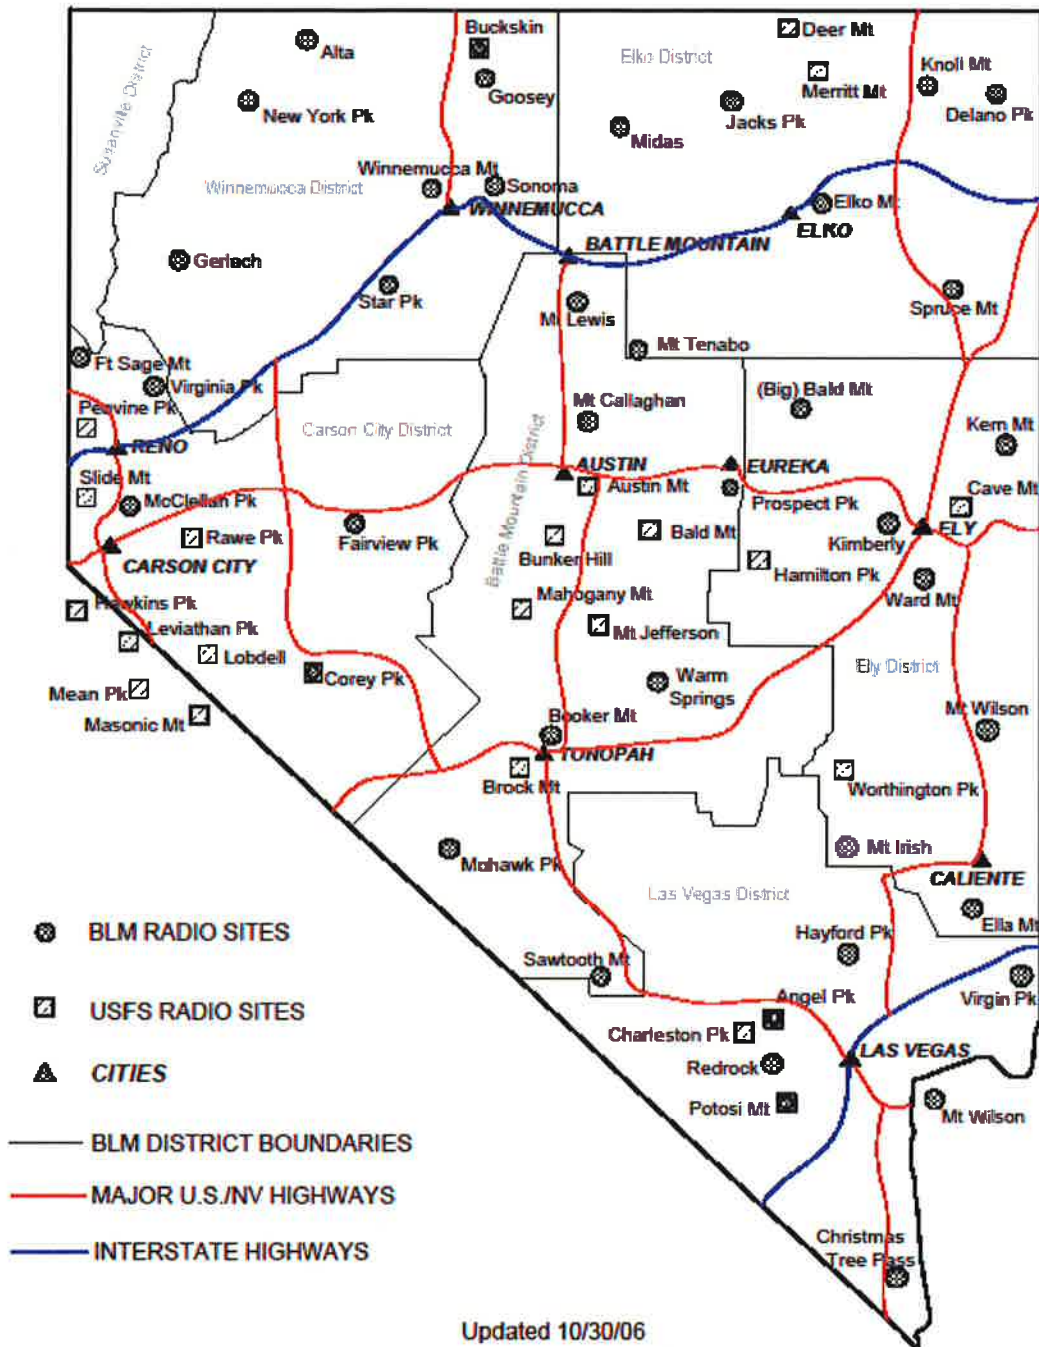 Buckskin
Deer Mt
Alta
Elko District
Knoll Mt
Susanville District
Goosey
Merritt Mt
New York Pk
Jacks Pk
Delano Pk
Midas
Winnemucca Mt
Winnemucca District
Sonoma
Elko Mt
WINNEMUCCA
ELKO
BATTLE MOUNTAIN
Gerlach
Star Pk
Mt Lewis
Spruce Mt
Mt Tenabo
Ft Sage Mt
Virginia Pk
(Big) Bald Mt
Peavine Pk
Mt Callaghan
Kern Mt
Carson City District
RENO
Battle Mountain District
AUSTIN
EUREKA
Slide Mt
Austin Mt
Cave Mt
McClellan Pk
Prospect Pk
ELY
Rawe Pk
Fairview Pk
Bald Mt
Kimberly
Bunker Hill
CARSON CITY
Hamilton Pk
Mahogany Mt
Ward Mt
Hawkins Pk
Leviathan Pk
Mt Jefferson
Lobdell
Ely District
Corey Pk
Warm
Springs
Mean Pk
Mt Wilson
Masonic Mt
Booker Mt
TONOPAH
Brock Mt
Worthington Pk
Mt Irish
Mohawk Pk
CALIENTE
Las Vegas District
Ella Mt
BLM RADIO SITES
Hayford Pk
Sawtooth Mt
Virgin Pk
Angel Pk
USFS RADIO SITES
Charleston Pk
LAS VEGAS
Redrock
CITIES
Potosi Mt
Mt Wilson
BLM DISTRICT BOUNDARIES
MAJOR U.S./NV HIGHWAYS
Christmas
Tree Pass
INTERSTATE HIGHWAYS
Updated 10/30/06